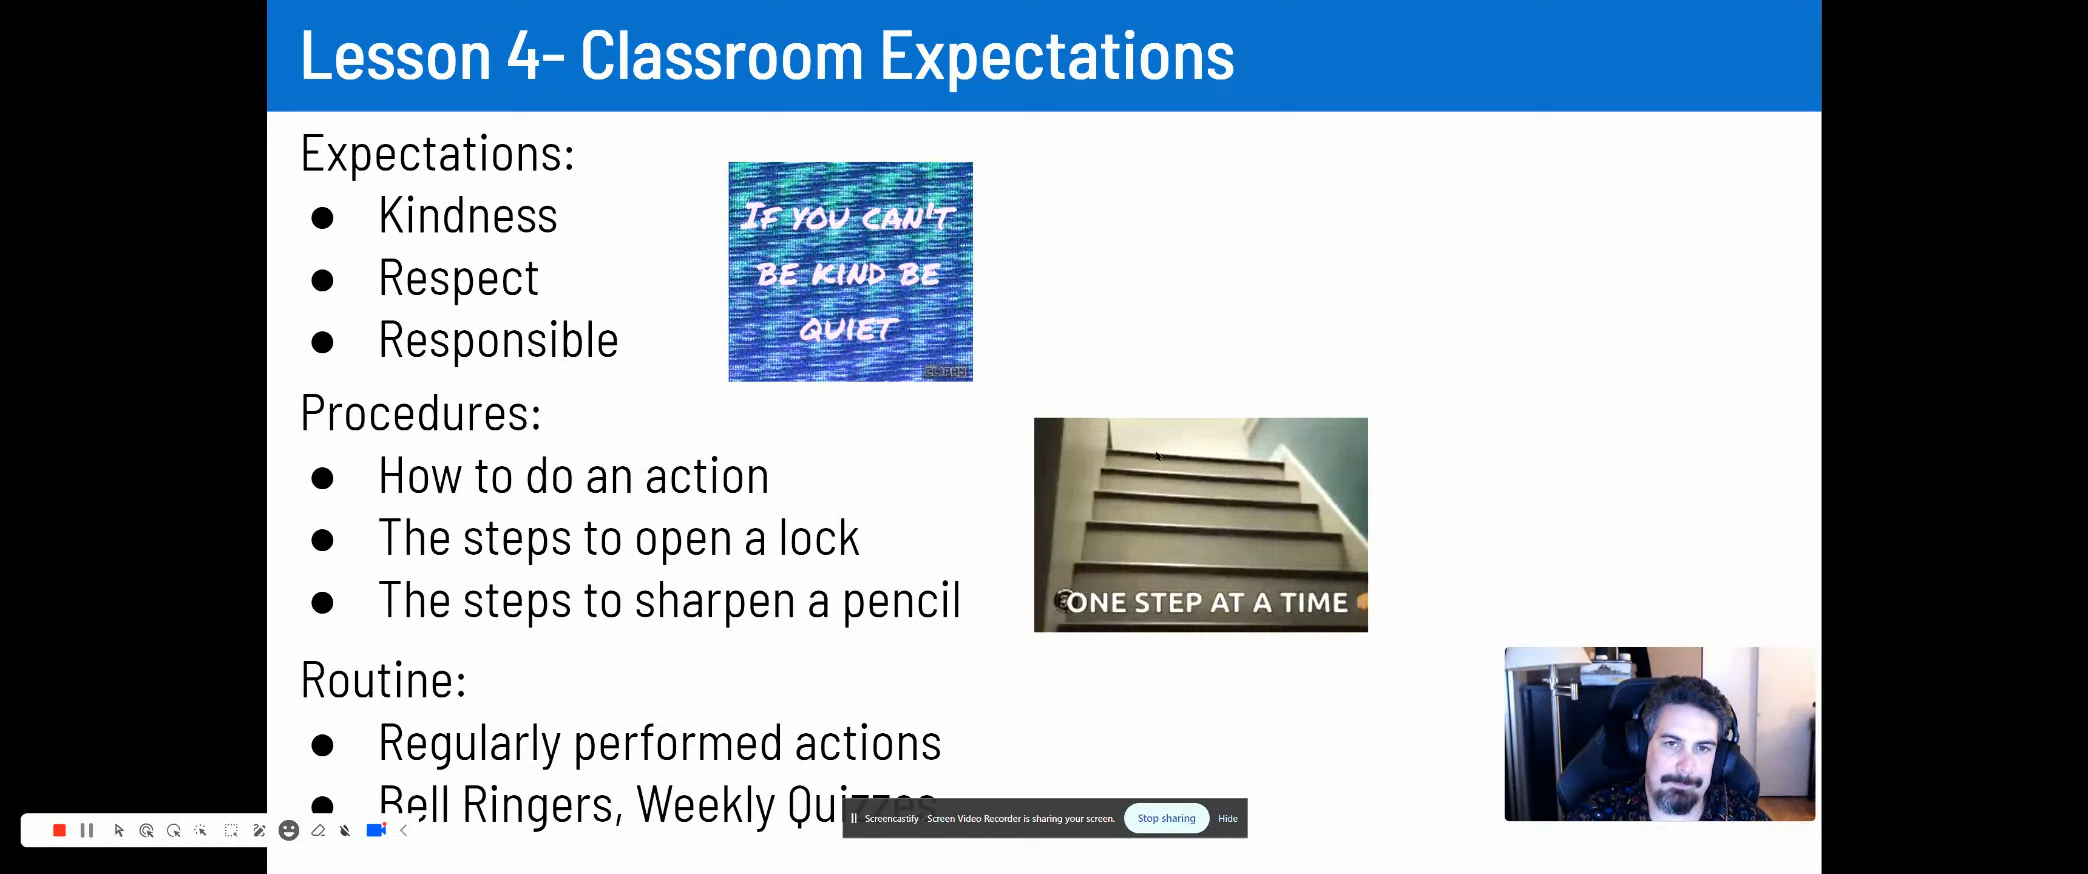 Lesson 4- Classroom Expectations
Expectations:
● Kindness
● Respect
● Responsible
IF YOU CAN'T
BE KIND BE
QUIET
Procedures:
● How to do an action
● The steps to open a lock
● The steps to sharpen a pencil
ONE STEP AT A TIME
Routine:
● Regularly performed actions
● Bell Ringers, Weekly Quizzes
Screencastify - Screen Video Recorder is sharing your screen.
Stop sharing
Hide